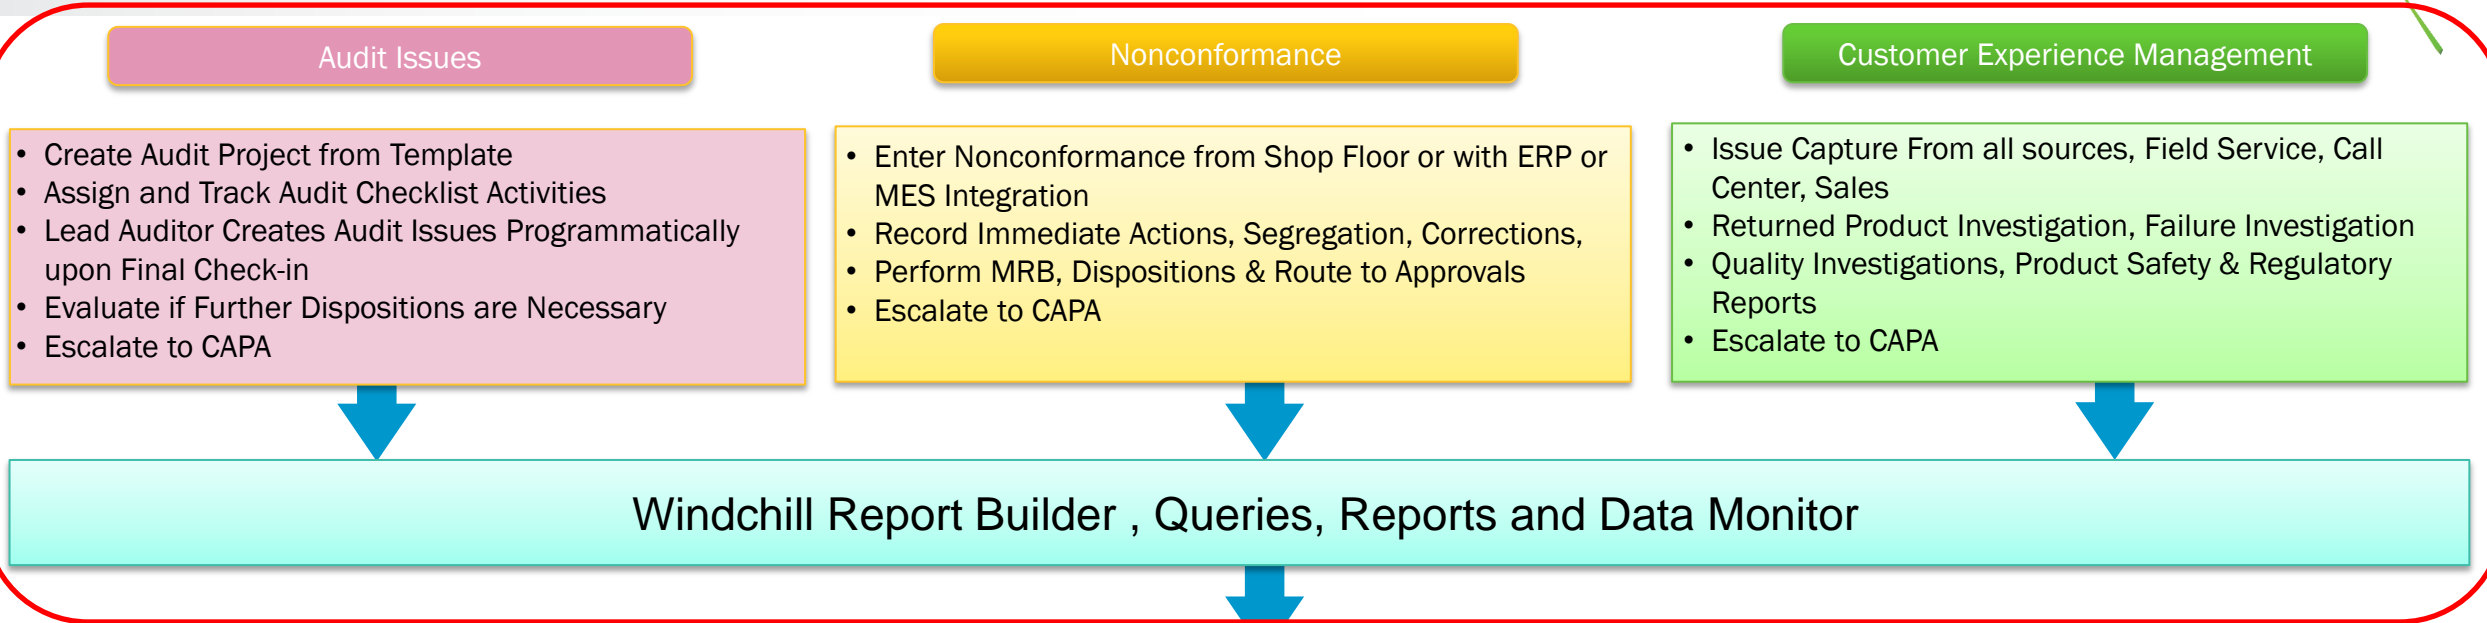 Audit Issues
Nonconformance
Customer Experience Management
• Create Audit Project from Template
• Assign and Track Audit Checklist Activities
• Lead Auditor Creates Audit Issues Programmatically
upon Final Check-in
• Evaluate if Further Dispositions are Necessary
• Escalate to CAPA
• Enter Nonconformance from Shop Floor or with ERP or
MES Integration
• Record Immediate Actions, Segregation, Corrections,
• Perform MRB, Dispositions & Route to Approvals
• Escalate to CAPA
• Issue Capture From all sources, Field Service, Call
Center, Sales
• Returned Product Investigation, Failure Investigation
• Quality Investigations, Product Safety & Regulatory
Reports
• Escalate to CAPA
Windchill Report Builder , Queries, Reports and Data Monitor